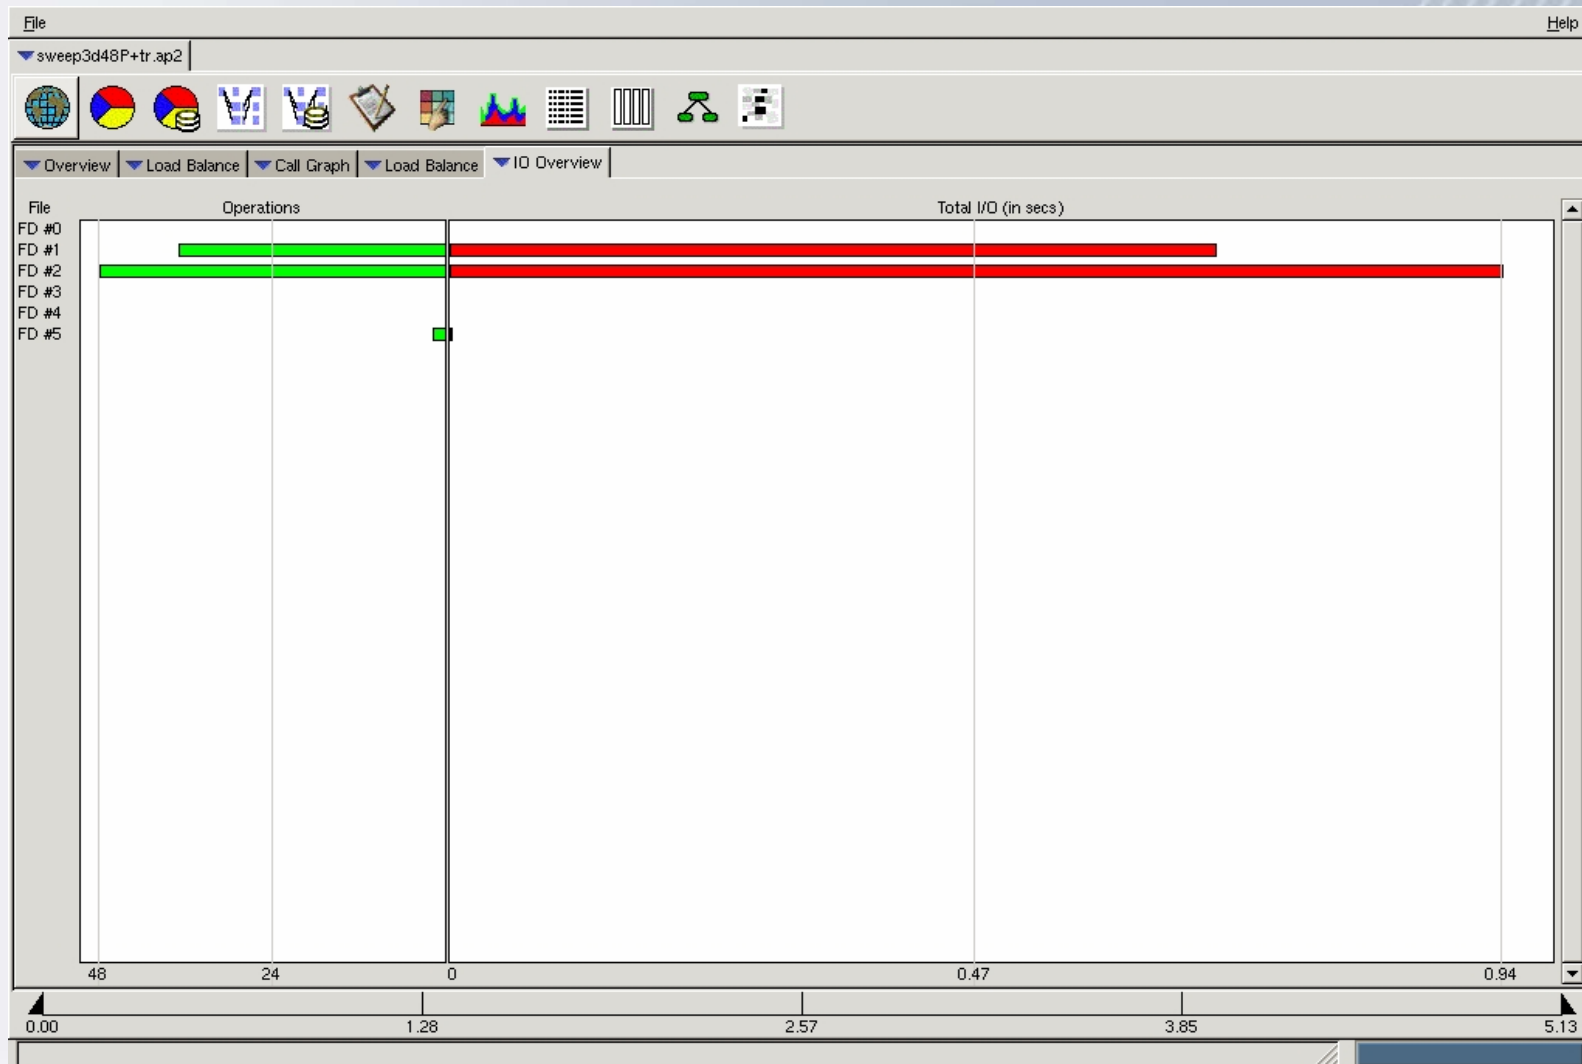 File Help
sweep3d48P+tr.ap2
Overview Load Balance Call Graph Load Balance IO Overview
File Operations Total I/O (in secs)
FD #0
FD #1
FD #2
FD #3
FD #4
FD #5
48 24 0 0.47 0.94
0.00 1.28 2.57 3.85 5.13